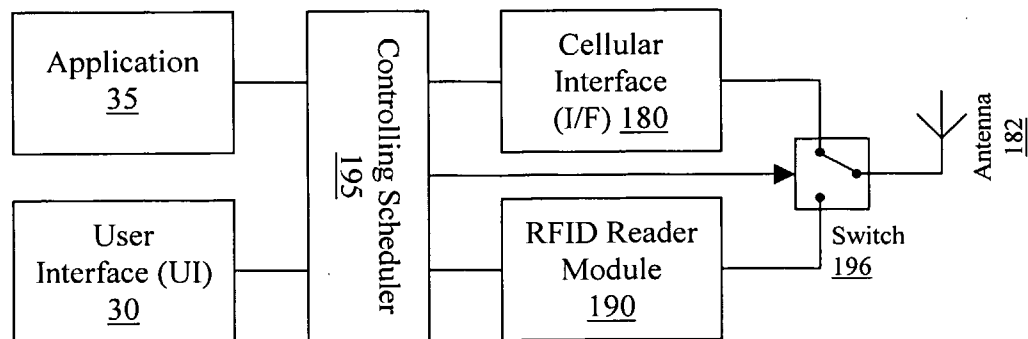 Application
35
User
Interface (UI)
30
Controlling Scheduler
195
Cellular
Interface
(I/F) 180
RFID Reader
Module
190
Switch
196
Antenna
182